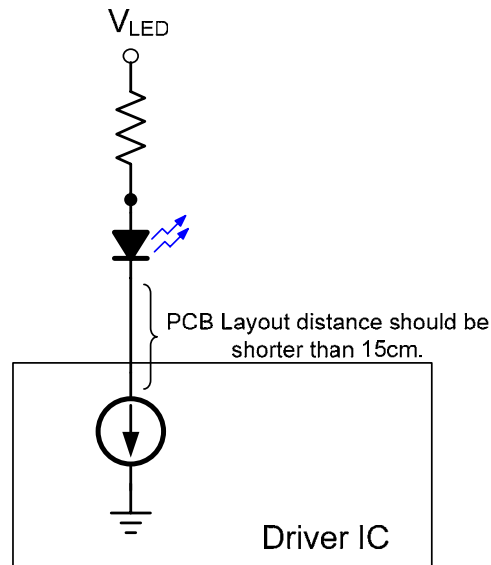 VLED
PCB Layout distance should be
shorter than 15cm.
Driver IC